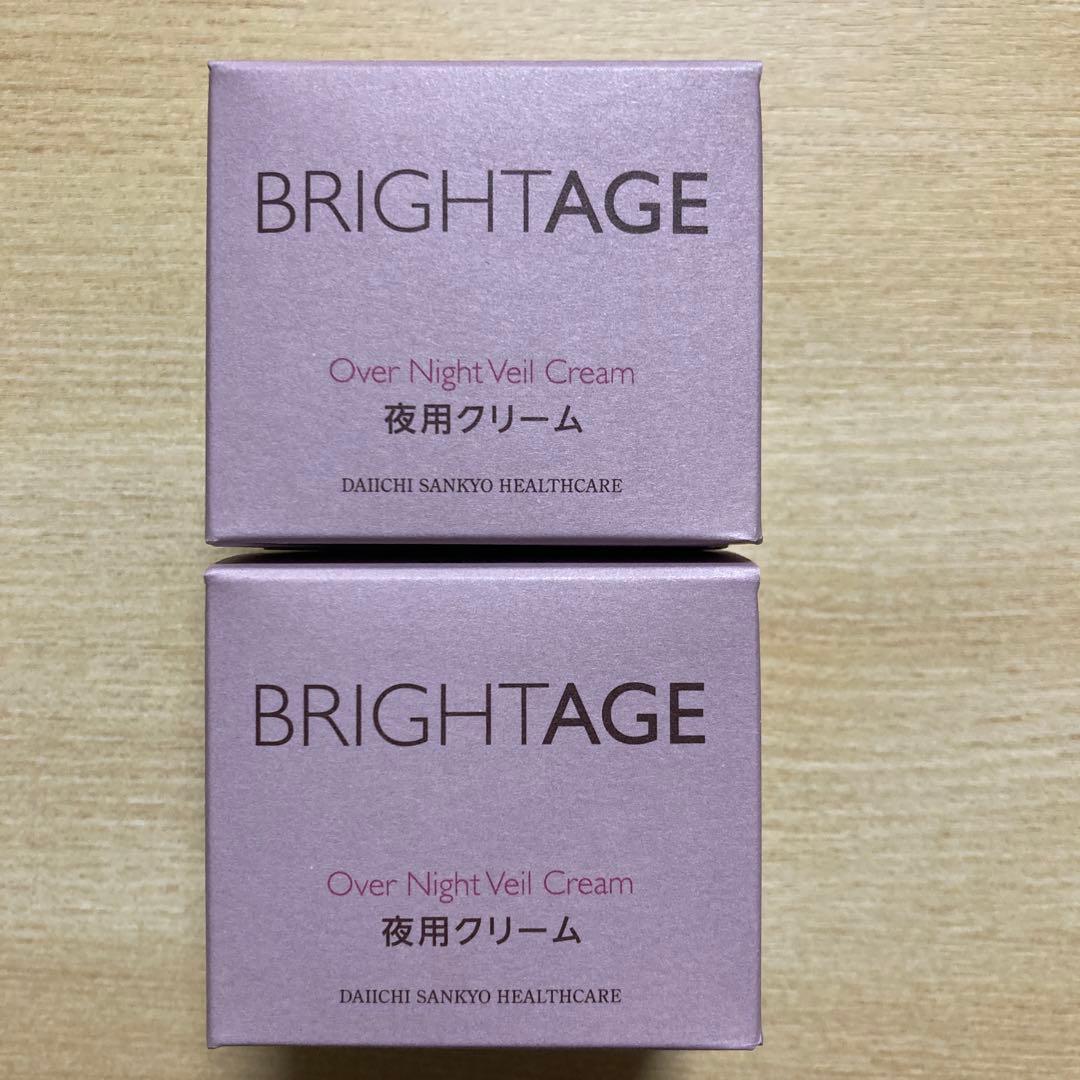 BRIGHTAGE
Over Night Veil Cream
夜用クリーム
DAIICHI SANKYO HEALTHCARE
BRIGHTAGE
Over Night Veil Cream
夜用クリーム
DAIICHI SANKYO HEALTHCARE